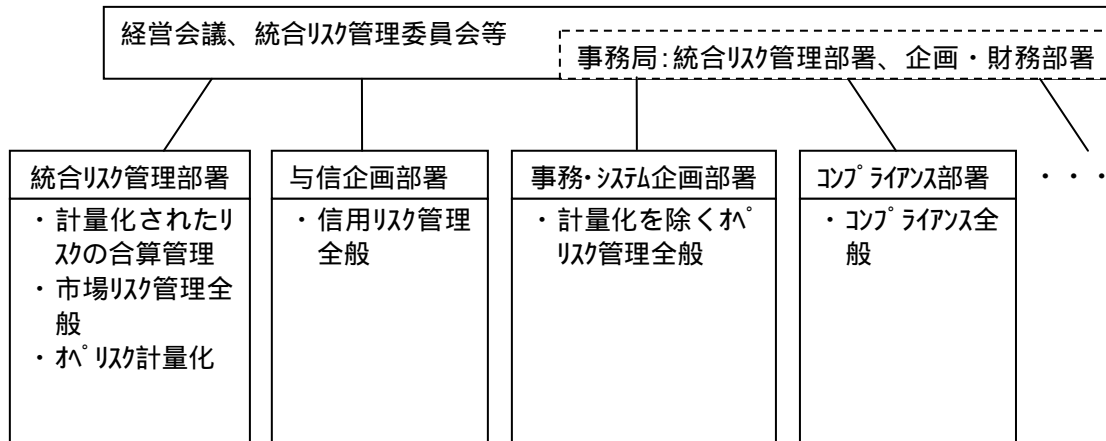 経営会議、統合ﾘｽｸ管理委員会等
事務局:統合ﾘｽｸ管理部署、企画・財務部署
統合ﾘｽｸ管理部署
・計量化されたﾘ
ｽｸの合算管理
・市場ﾘｽｸ管理全
般
・ｵﾍﾟﾘｽｸ計量化
与信企画部署
・信用ﾘｽｸ管理
全般
事務･ｼｽﾃﾑ企画部署
・計量化を除くｵﾍﾟ
ﾘｽｸ管理全般
ｺﾝﾌﾟﾗｲｱﾝｽ部署
・ｺﾝﾌﾟﾗｲｱﾝｽ全
般
・・・